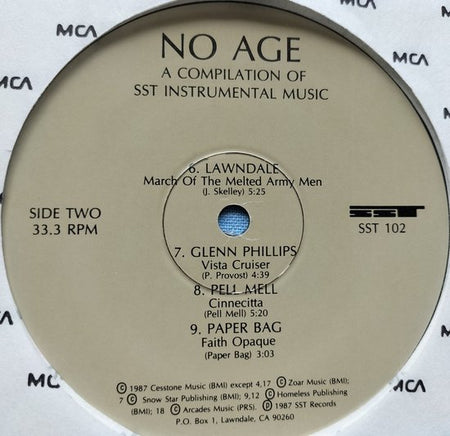 MCA
MCA
NO AGE
A COMPILATION OF
SST INSTRUMENTAL MUSIC
6. LAWNDALE
March Of The Melted Army Men
(J. Skelley) 5:25
SIDE TWO
33.3 RPM
SST
SST 102
7. GLENN PHILLIPS
Vista Cruiser
(P. Provost) 4:39
8. PELL MELL
Cinnecitta
(Pell Mell) 5:20
9. PAPER BAG
Faith Opaque
(Paper Bag) 3:03
© 1987 Cesstone Music (BMI) except 4,17 © Zoar Music (BMI);
7 © Snow Star Publishing (BMI); 9,12 © Homeless Publishing
(BMI); 18 © Arcades Music (PRS). ℗ 1987 SST Records
P.O. Box 1, Lawndale, CA 90260
MCA